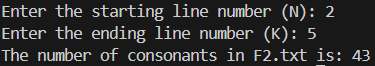 Enter the starting line number (N): 2
Enter the ending line number (K): 5
The number of consonants in F2.txt is: 43